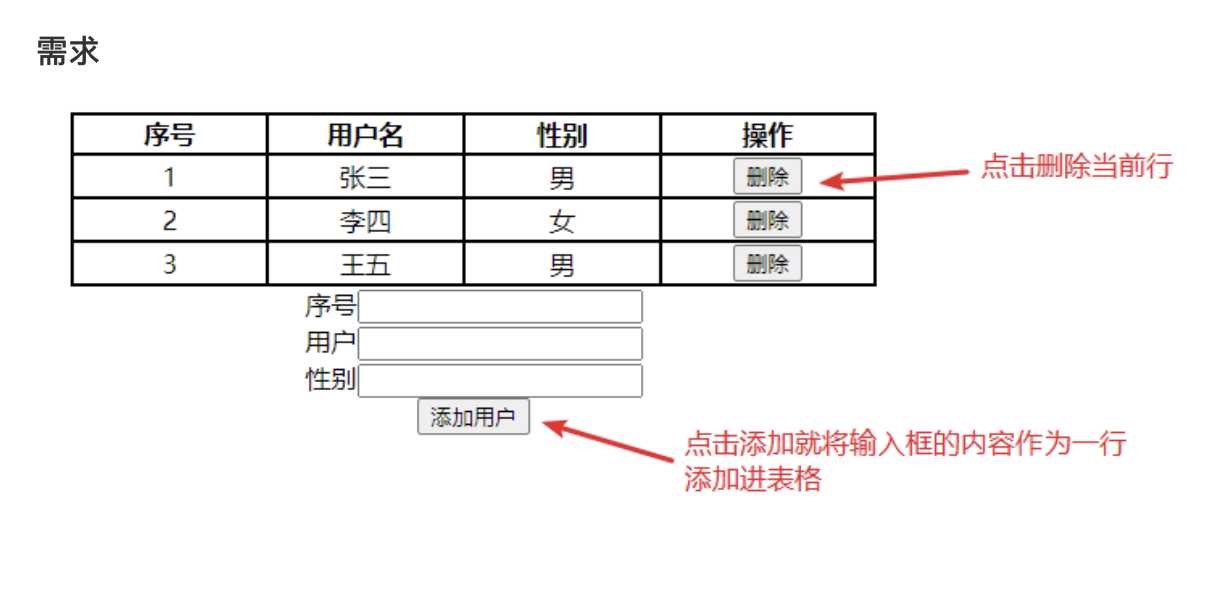 需求
序号 用户名 性别 操作
1 张三 男 删除 点击删除当前行
2 李四 女 删除
3 王五 男 删除
序号
用户
性别
添加用户
点击添加就将输入框的内容作为一行
添加进表格